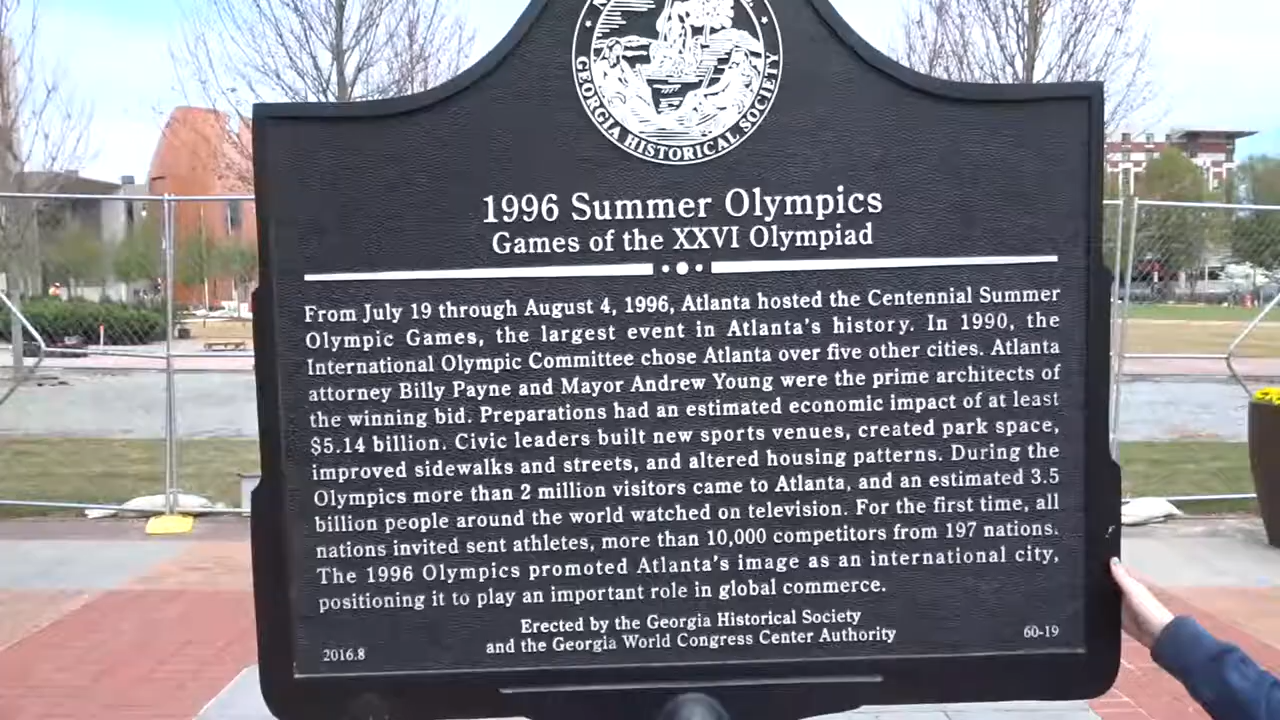 GEORGIA HISTORICAL SOCIETY
1996 Summer Olympics
Games of the XXVI Olympiad
From July 19 through August 4, 1996, Atlanta hosted the Centennial Summer
Olympic Games, the largest event in Atlanta's history. In 1990, the
International Olympic Committee chose Atlanta over five other cities. Atlanta
attorney Billy Payne and Mayor Andrew Young were the prime architects of
the winning bid. Preparations had an estimated economic impact of at least
$5.14 billion. Civic leaders built new sports venues, created park space,
improved sidewalks and streets, and altered housing patterns. During the
Olympics more than 2 million visitors came to Atlanta, and an estimated 3.5
billion people around the world watched on television. For the first time, all
nations invited sent athletes, more than 10,000 competitors from 197 nations.
The 1996 Olympics promoted Atlanta's image as an international city,
positioning it to play an important role in global commerce.
Erected by the Georgia Historical Society
and the Georgia World Congress Center Authority
2016.8
60-19